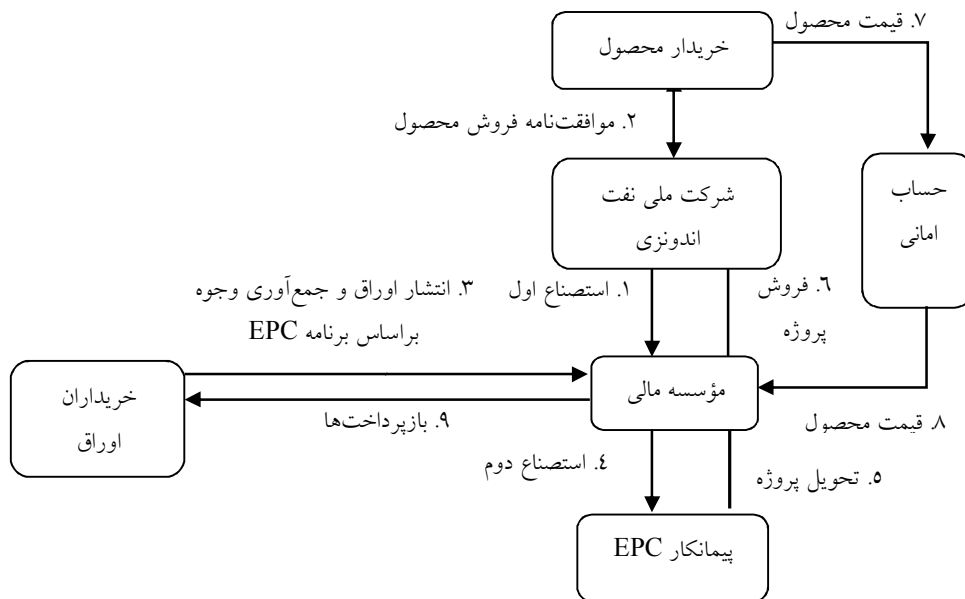 ۷. قیمت محصول
خریدار محصول
۲. موافقت‌نامه فروش محصول
شرکت ملی نفت
اندونزی
حساب
امانی
۳. انتشار اوراق و جمع‌آوری وجوه
براساس برنامه EPC
۱. استصناع اول
۶. فروش
پروژه
خریداران
اوراق
مؤسسه مالی
۹. بازپرداخت‌ها
۸. قیمت محصول
۴. استصناع دوم
۵. تحویل پروژه
پیمانکار EPC